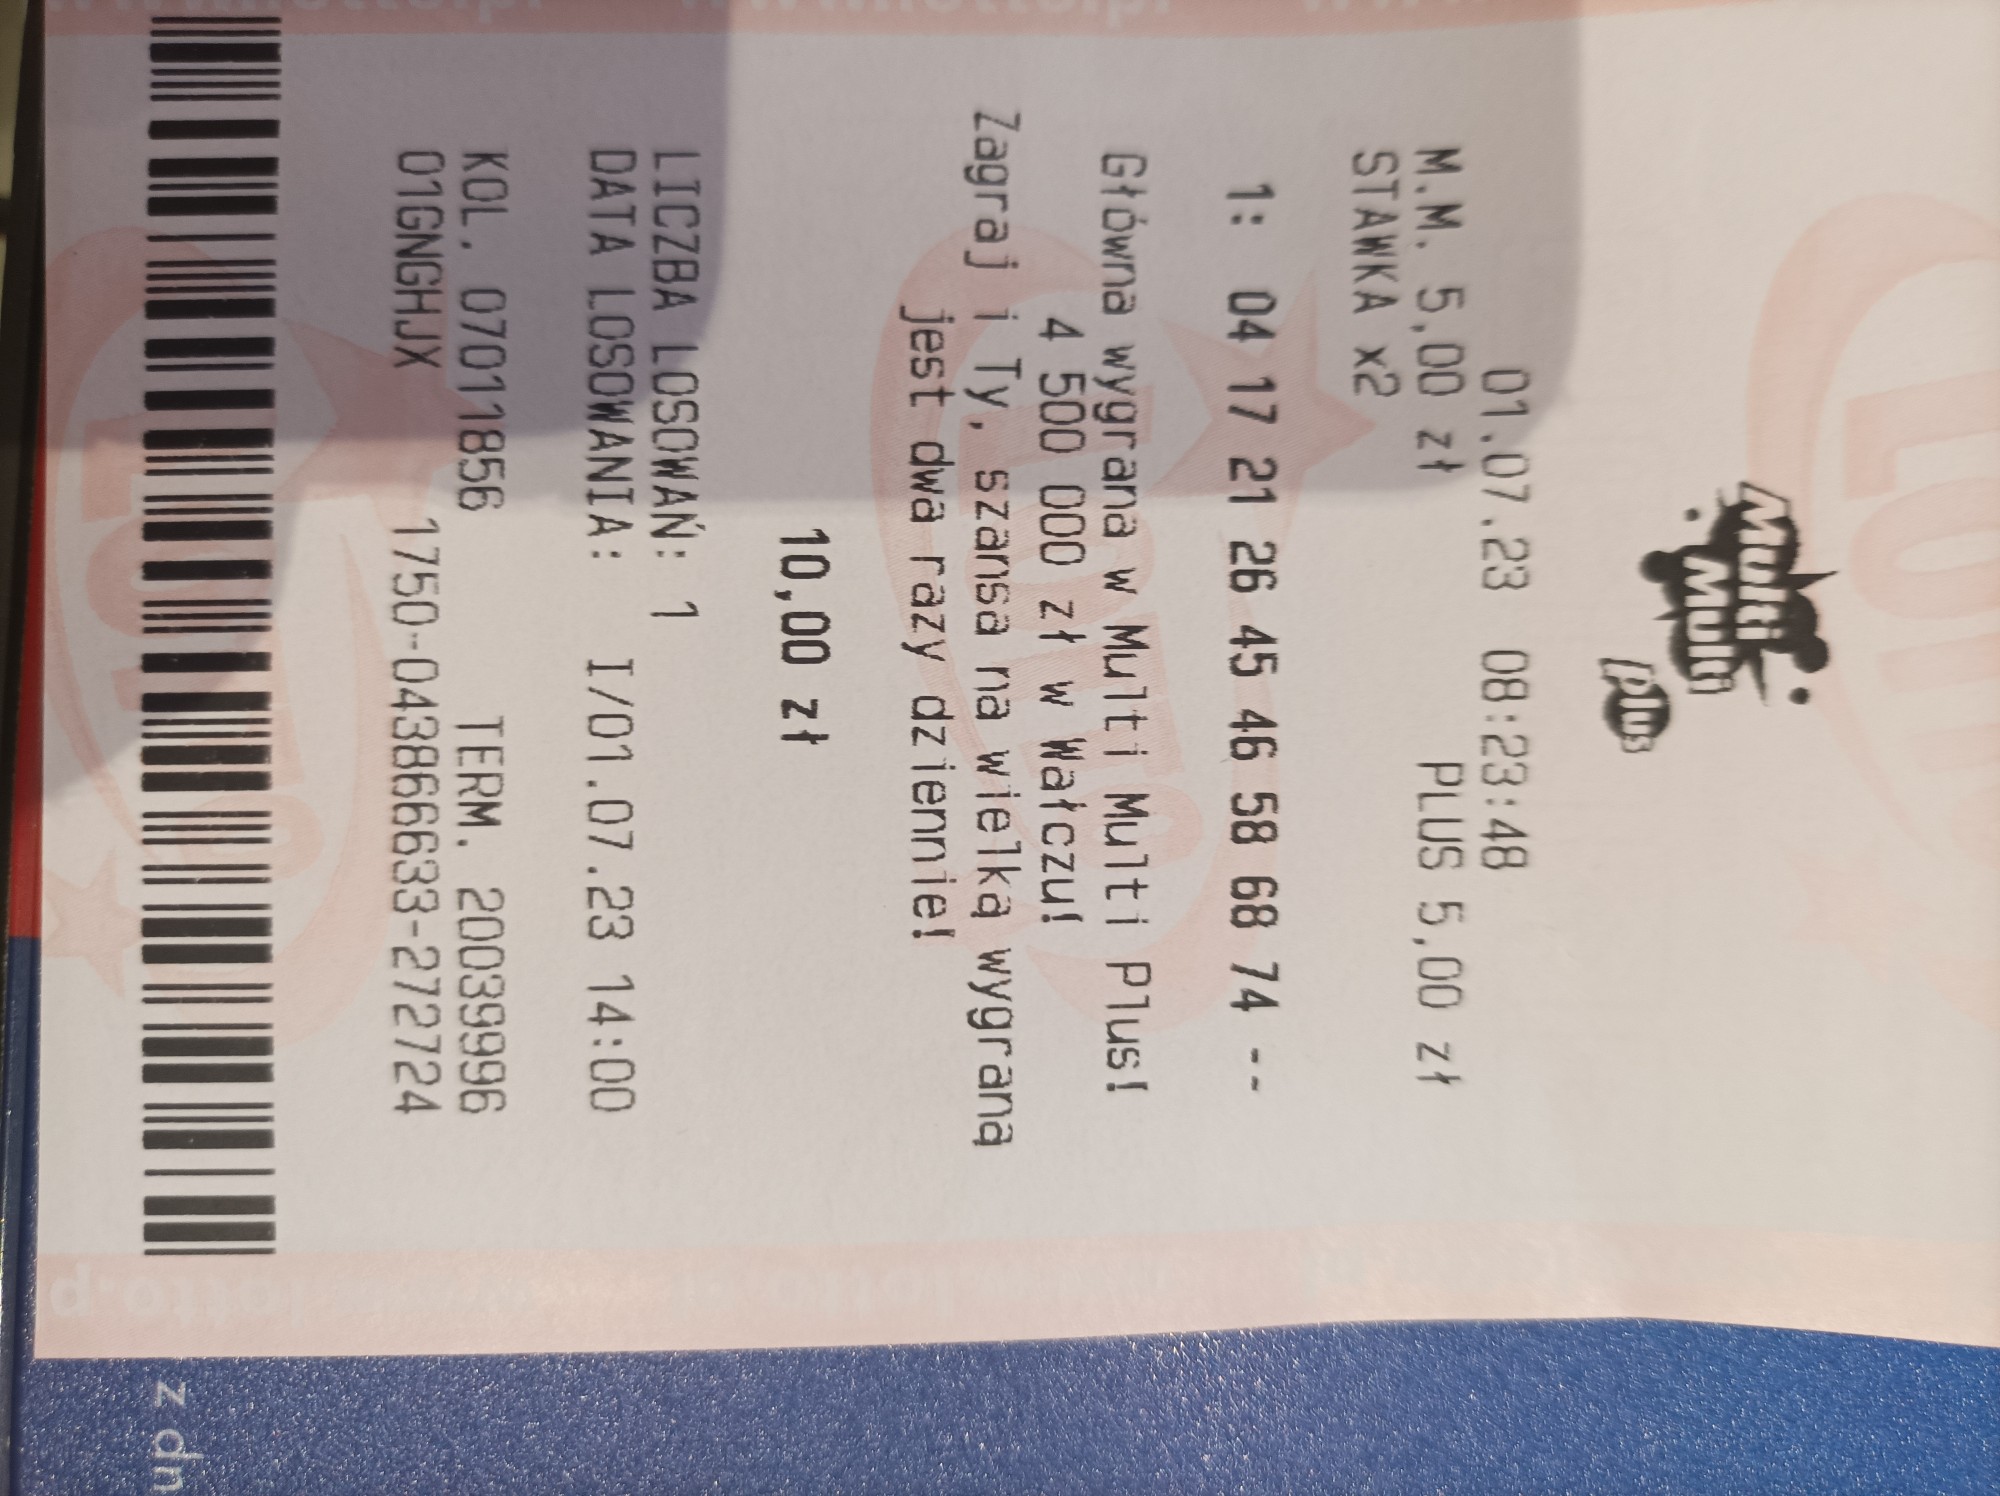 Multi
Multi
plus
01.07.23 08:23:48
M.M. 5,00 zł PLUS 5,00 zł
STAWKA x2
1: 04 17 21 26 45 46 58 68 74 --
Główna wygrana w Multi Multi Plus!
4 500 000 zł w Wałczu!
Zagraj i Ty, szansa na wielką wygraną
jest dwa razy dziennie!
10,00 zł
LICZBA LOSOWAŃ: 1
DATA LOSOWANIA: I/01.07.23 14:00
KOL. 07011856 TERM. 20039996
01GNGHJX 1750-04386633-272724
z dn